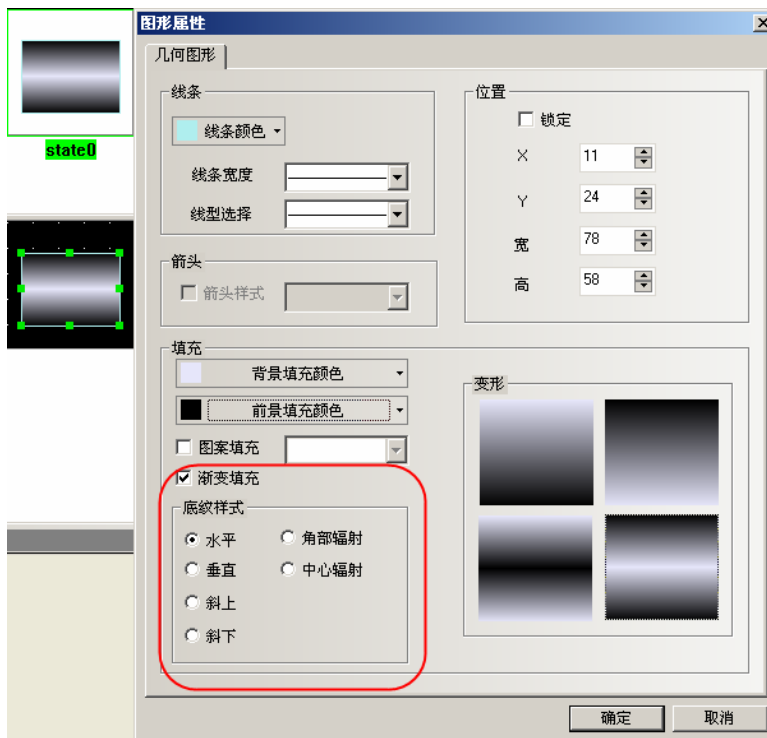 图形属性
几何图形
state0
线条
线条颜色
线条宽度
线型选择
箭头
箭头样式
位置
锁定
X 11
Y 24
宽 78
高 58
填充
背景填充颜色
前景填充颜色
图案填充
渐变填充
底纹样式
水平 角部辐射
垂直 中心辐射
斜上
斜下
变形
确定 取消